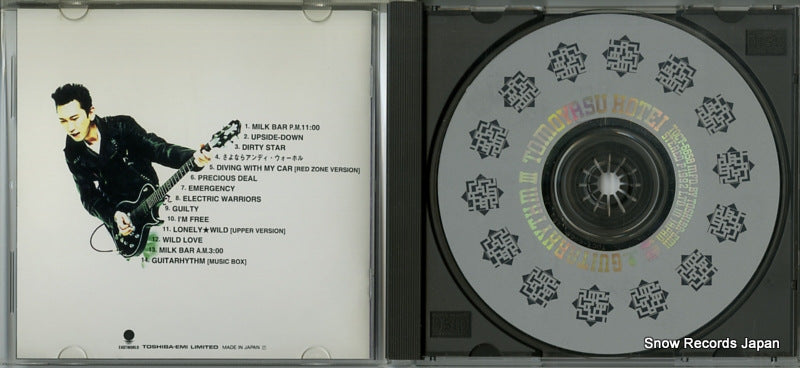 1. MILK BAR P.M.11:00
2. UPSIDE-DOWN
3. DIRTY STAR
4. さよならアンディ・ウォーホル
5. DIVING WITH MY CAR [RED ZONE VERSION]
6. PRECIOUS DEAL
7. EMERGENCY
8. ELECTRIC WARRIORS
9. GUILTY
10. I'M FREE
11. LONELY★WILD [UPPER VERSION]
12. WILD LOVE
13. MILK BAR A.M.3:00
14. GUITARHYTHM [MUSIC BOX]
EASTWORLD
TOSHIBA-EMI LIMITED MADE IN JAPAN
TOMOYASU HOTEI
GUITARHYTHM III
Snow Records Japan